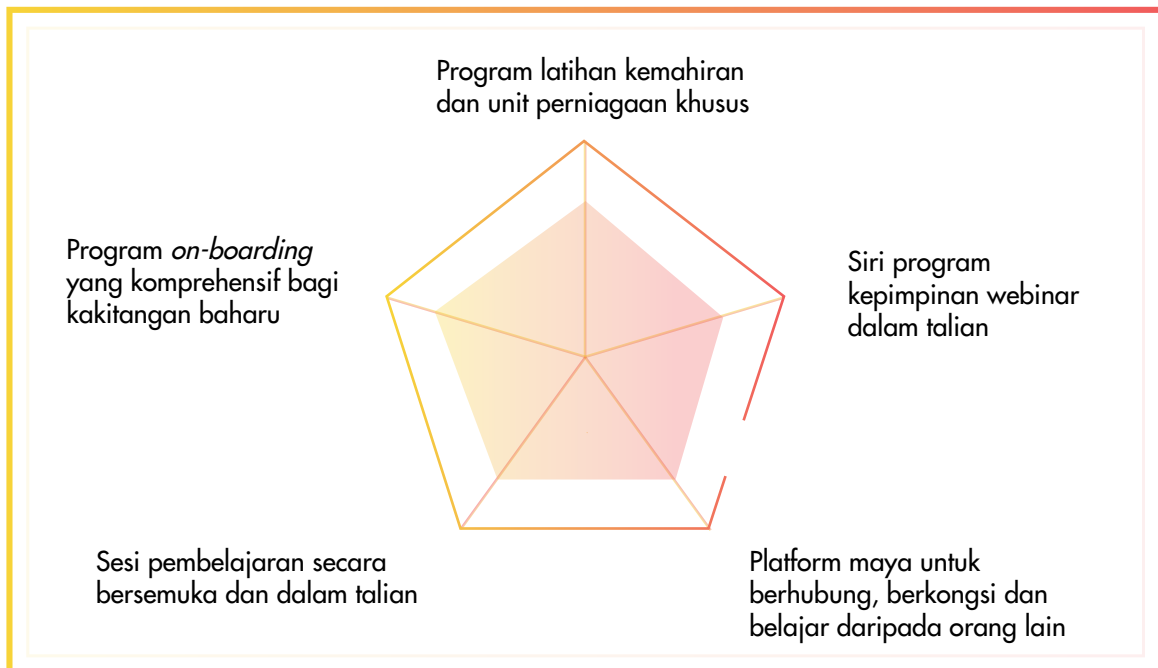 Program latihan kemahiran
dan unit perniagaan khusus
Program on-boarding
yang komprehensif bagi
kakitangan baharu
Siri program
kepimpinan webinar
dalam talian
Sesi pembelajaran secara
bersemuka dan dalam talian
Platform maya untuk
berhubung, berkongsi dan
belajar daripada orang lain